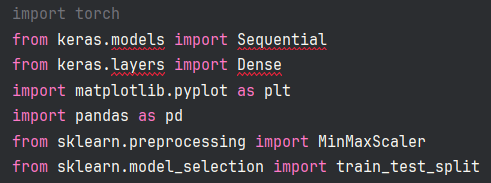 import torch
from keras.models import Sequential
from keras.layers import Dense
import matplotlib.pyplot as plt
import pandas as pd
from sklearn.preprocessing import MinMaxScaler
from sklearn.model_selection import train_test_split